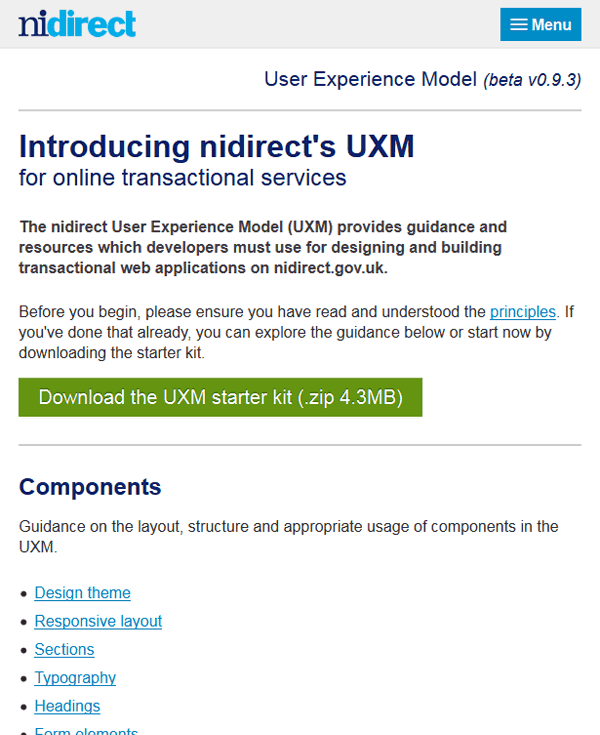 nidirect
Menu
User Experience Model (beta v0.9.3)
Introducing nidirect's UXM
for online transactional services
The nidirect User Experience Model (UXM) provides guidance and
resources which developers must use for designing and building
transactional web applications on nidirect.gov.uk.
Before you begin, please ensure you have read and understood the principles. If
you've done that already, you can explore the guidance below or start now by
downloading the starter kit.
Download the UXM starter kit (.zip 4.3MB)
Components
Guidance on the layout, structure and appropriate usage of components in the
UXM.
Design theme
Responsive layout
Sections
Typography
Headings
Form elements